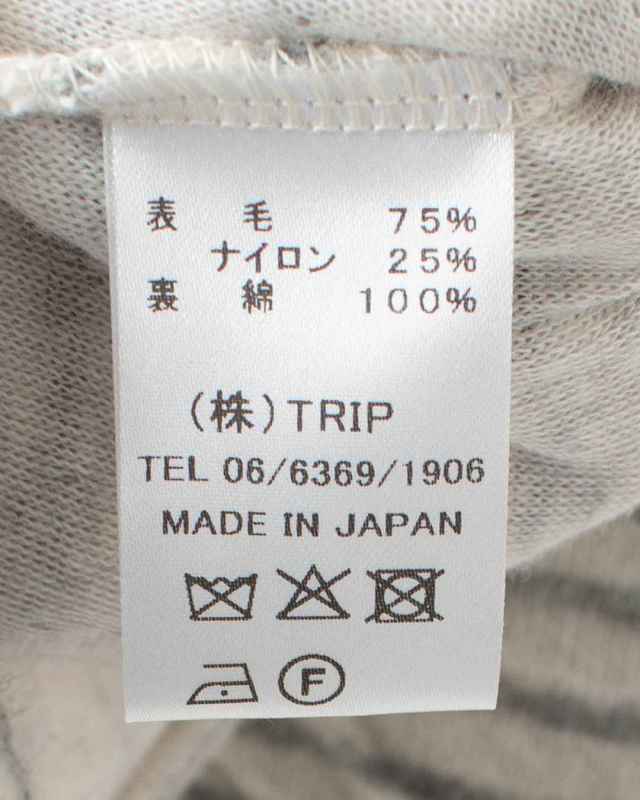 表 毛 75%
ナイロン 25%
裏 綿 100%
(株)TRIP
TEL 06/6369/1906
MADE IN JAPAN
F